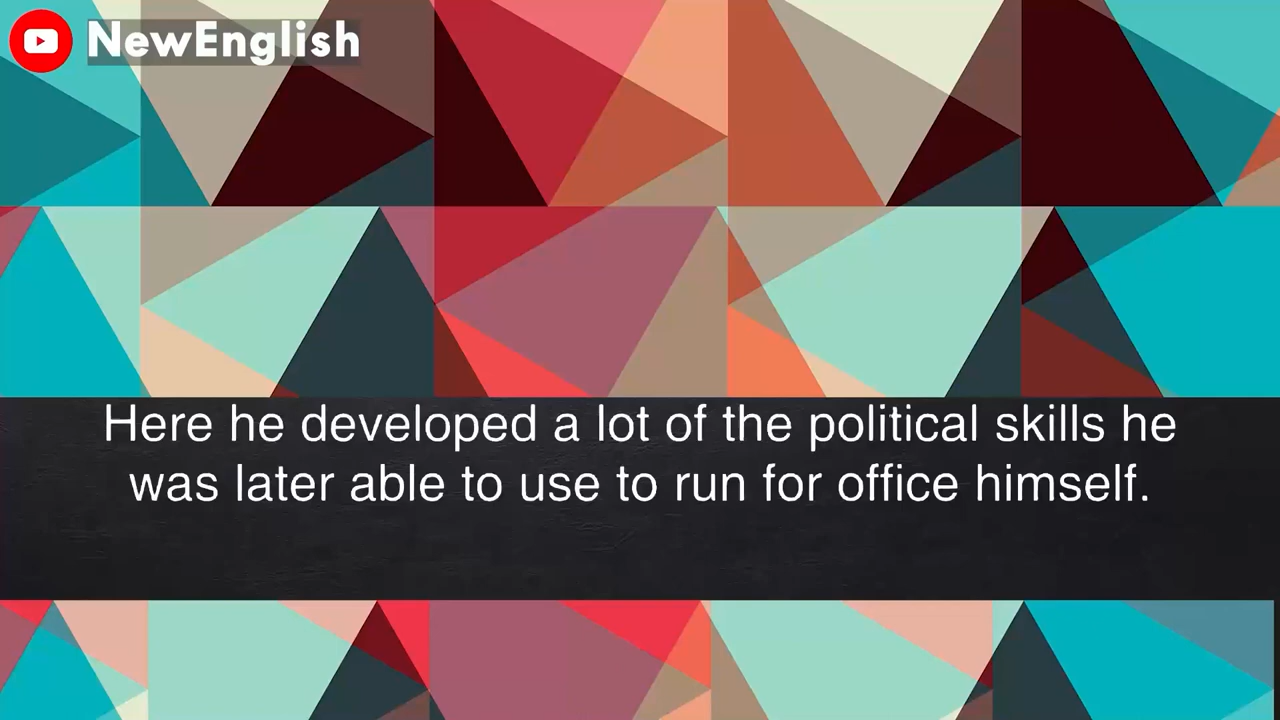 NewEnglish
Here he developed a lot of the political skills he
was later able to use to run for office himself.